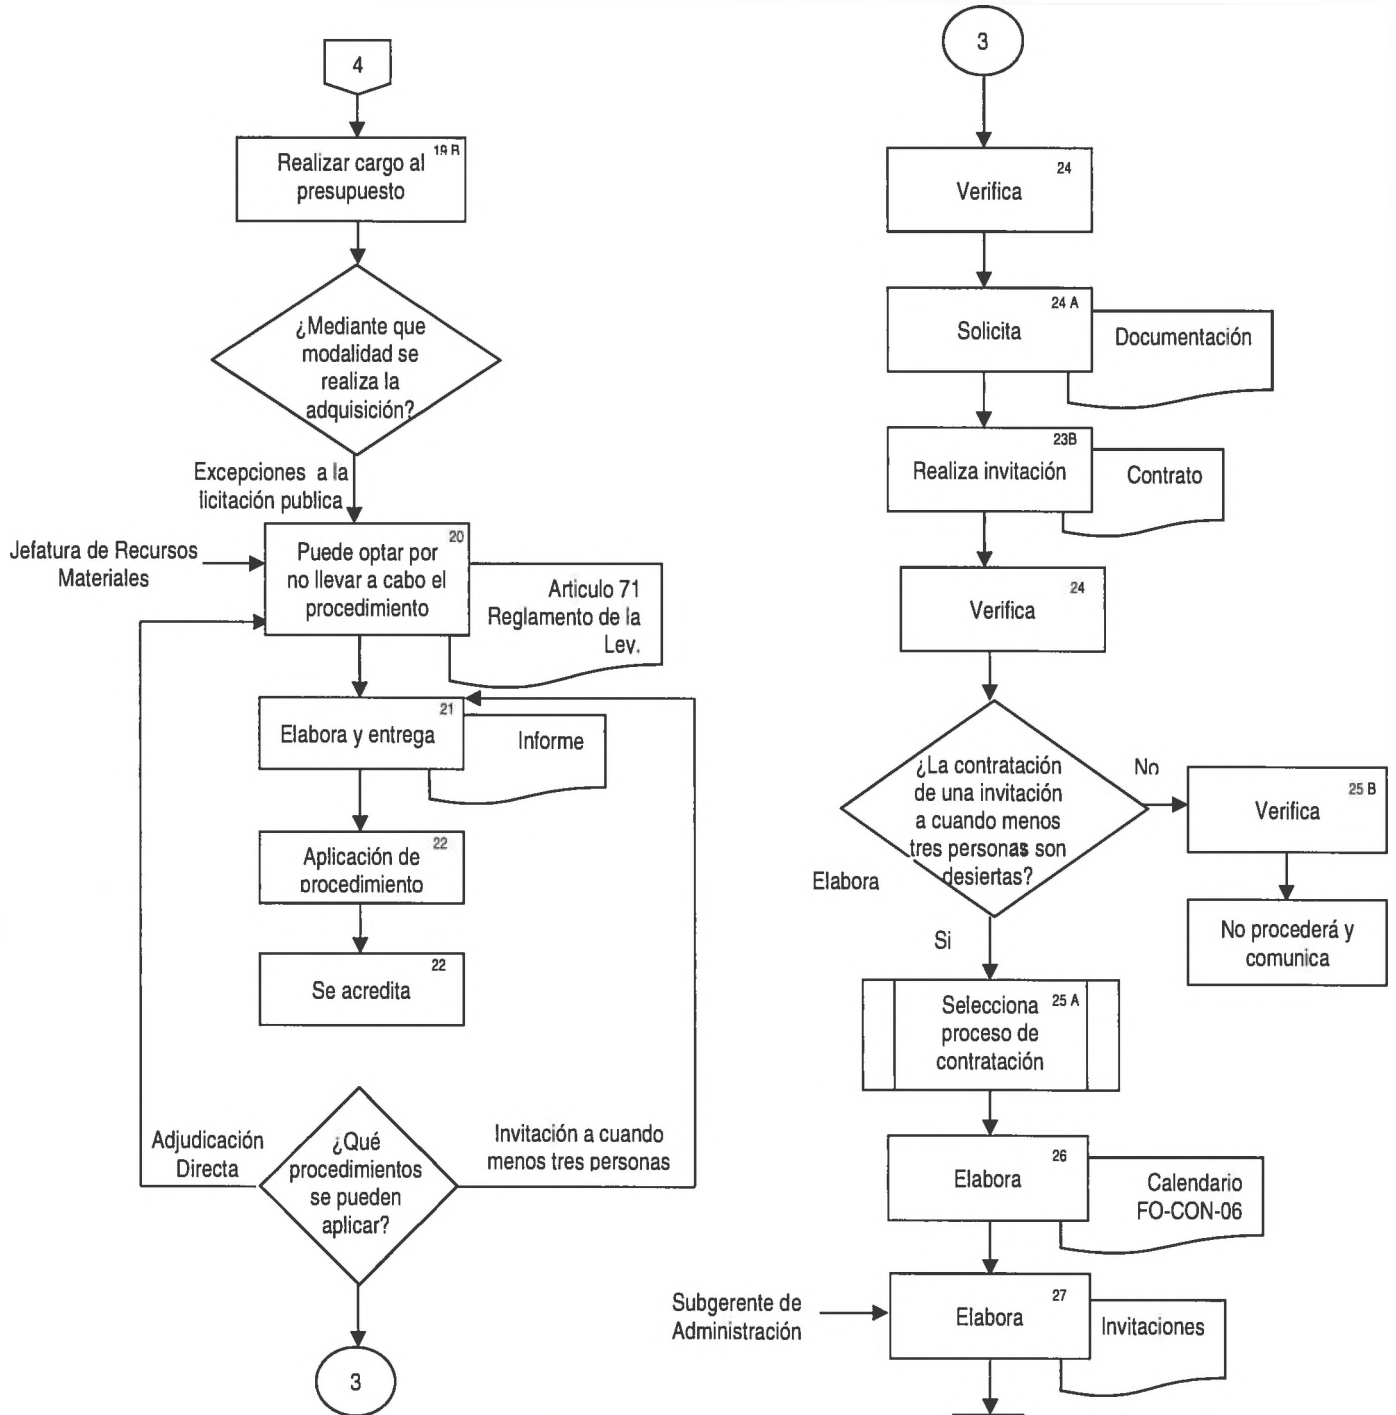 4
19 B
Realizar cargo al
presupuesto
¿Mediante que
modalidad se
realiza la
adquisición?
Excepciones a la
licitación publica
Jefatura de Recursos
Materiales
20
Puede optar por
no llevar a cabo el
procedimiento
Articulo 71
Reglamento de la
Ley.
21
Elabora y entrega
Informe
22
Aplicación de
procedimiento
22
Se acredita
Adjudicación
Directa
¿Qué
procedimientos
se pueden
aplicar?
Invitación a cuando
menos tres personas
3
3
24
Verifica
24 A
Solicita
Documentación
23B
Realiza invitación
Contrato
24
Verifica
¿La contratación
de una invitación
a cuando menos
tres personas son
desiertas?
No
25 B
Verifica
No procederá y
comunica
Elabora
Si
25 A
Selecciona
proceso de
contratación
26
Elabora
Calendario
FO-CON-06
Subgerente de
Administración
27
Elabora
Invitaciones